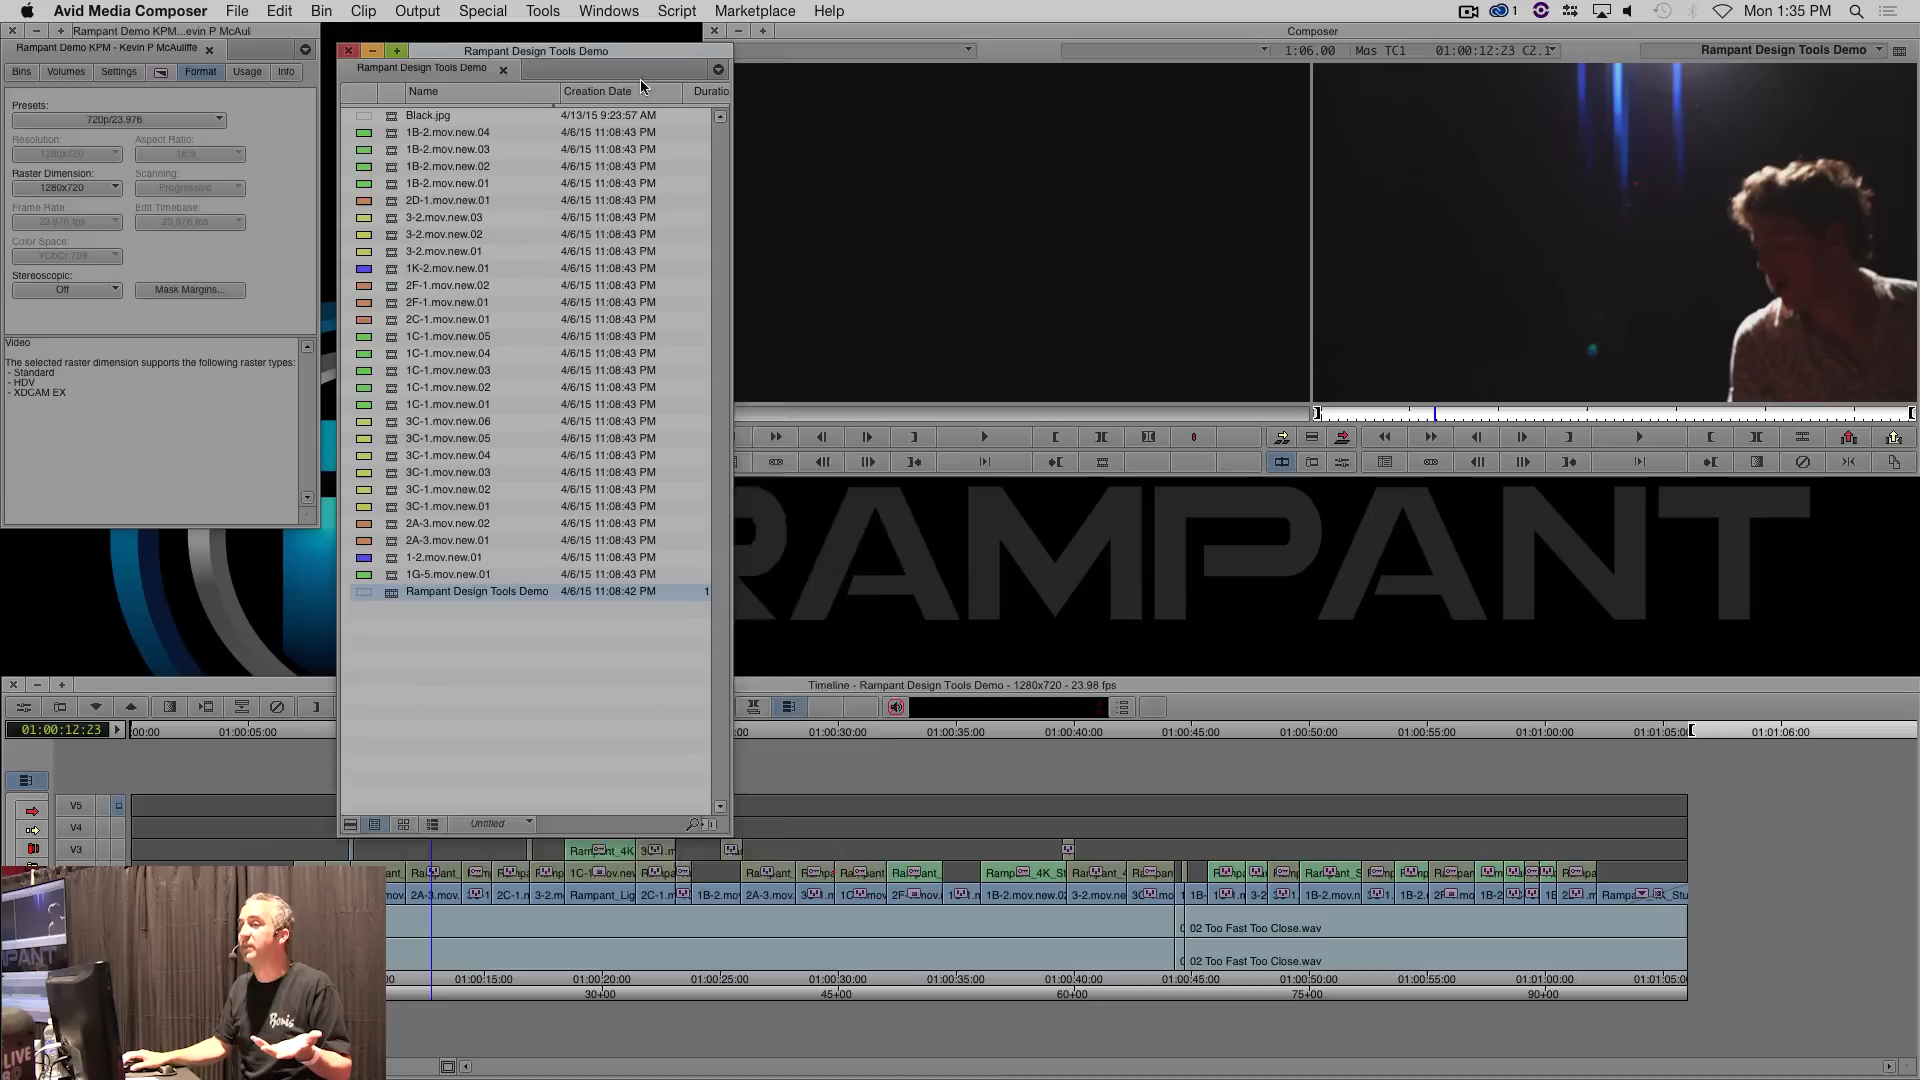 Avid Media Composer File Edit Bin Clip Output Special Tools Windows Script Marketplace Help
1 Mon 1:35 PM
Rampant Demo KPM...evin P McAuli
Rampant Demo KPM - Kevin P McAuliffe
Bins Volumes Settings Format Usage Info
Presets:
720p/23.976
Resolution: Aspect Ratio:
1280x720 16:9
Raster Dimension: Scanning:
1280x720 Progressive
Frame Rate: Edit Timebase:
23.976 fps 23.976 fps
Color Space:
YCbCr 709
Stereoscopic:
Off Mask Margins...
Video
The selected raster dimension supports the following raster types:
- Standard
- HDV
- XDCAM EX
Rampant Design Tools Demo
Rampant Design Tools Demo
Name Creation Date Duratio
Black.jpg 4/13/15 9:23:57 AM
1B-2.mov.new.04 4/6/15 11:08:43 PM
1B-2.mov.new.03 4/6/15 11:08:43 PM
1B-2.mov.new.02 4/6/15 11:08:43 PM
1B-2.mov.new.01 4/6/15 11:08:43 PM
2D-1.mov.new.01 4/6/15 11:08:43 PM
3-2.mov.new.03 4/6/15 11:08:43 PM
3-2.mov.new.02 4/6/15 11:08:43 PM
3-2.mov.new.01 4/6/15 11:08:43 PM
1K-2.mov.new.01 4/6/15 11:08:43 PM
2F-1.mov.new.02 4/6/15 11:08:43 PM
2F-1.mov.new.01 4/6/15 11:08:43 PM
2C-1.mov.new.01 4/6/15 11:08:43 PM
1C-1.mov.new.05 4/6/15 11:08:43 PM
1C-1.mov.new.04 4/6/15 11:08:43 PM
1C-1.mov.new.03 4/6/15 11:08:43 PM
1C-1.mov.new.02 4/6/15 11:08:43 PM
1C-1.mov.new.01 4/6/15 11:08:43 PM
3C-1.mov.new.06 4/6/15 11:08:43 PM
3C-1.mov.new.05 4/6/15 11:08:43 PM
3C-1.mov.new.04 4/6/15 11:08:43 PM
3C-1.mov.new.03 4/6/15 11:08:43 PM
3C-1.mov.new.02 4/6/15 11:08:43 PM
3C-1.mov.new.01 4/6/15 11:08:43 PM
2A-3.mov.new.02 4/6/15 11:08:43 PM
2A-3.mov.new.01 4/6/15 11:08:43 PM
1-2.mov.new.01 4/6/15 11:08:43 PM
1G-5.mov.new.01 4/6/15 11:08:43 PM
Rampant Design Tools Demo 4/6/15 11:08:42 PM 1
Untitled
Composer
1:06.00 Mas TC1 01:00:12:23 C2.1 Rampant Design Tools Demo
RAMPANT
Timeline - Rampant Design Tools Demo - 1280x720 - 23.98 fps
01:00:12:23 00:00 01:00:05:00 :00 01:00:30:00 01:00:35:00 01:00:40:00 01:00:45:00 01:00:50:00 01:00:55:00 01:01:00:00 01:01:05:0 01:01:06:00
V5
V4
V3
02 Too Fast Too Close.wav
02 Too Fast Too Close.wav
01:00:15:00 01:00:20:00 01:00:25:00 01:00:30:00 01:00:35:00 01:00:40:00 01:00:45:00 01:00:50:00 01:00:55:00 01:01:00:00 01:01:05:0
30+00 45+00 60+00 75+00 90+00
Boris
LIVE